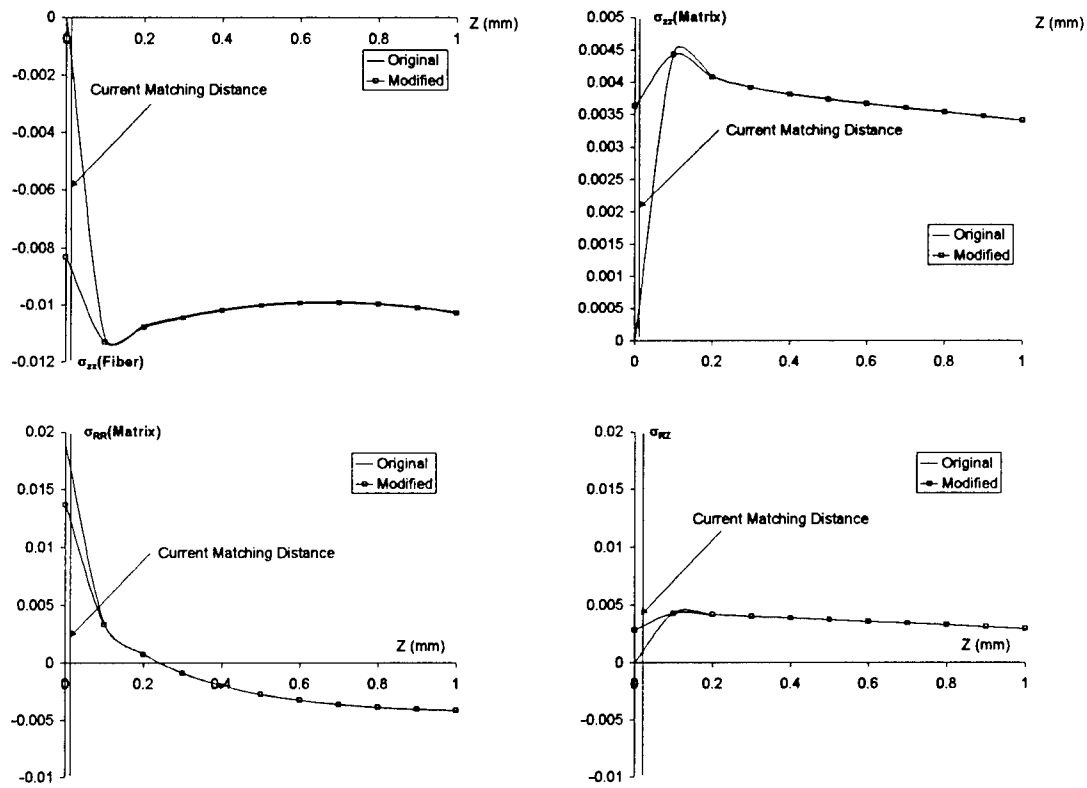 0
0.2
0.4
0.6
0.8
1
Z (mm)
-0.002
-0.004
-0.006
-0.008
-0.01
-0.012
Original
Modified
Current Matching Distance
σzz(Fiber)
0.005
σzz(Matrix)
Z (mm)
0.0045
0.004
0.0035
0.003
0.0025
0.002
0.0015
0.001
0.0005
0
Current Matching Distance
Original
Modified
0
0.2
0.4
0.6
0.8
1
0.02
σRR(Matrix)
0.015
0.01
0.005
0
-0.005
-0.01
Original
Modified
Current Matching Distance
Z (mm)
0
0.2
0.4
0.6
0.8
1
0.02
σRZ
0.015
0.01
0.005
0
-0.005
-0.01
Original
Modified
Current Matching Distance
Z (mm)
0
0.2
0.4
0.6
0.8
1